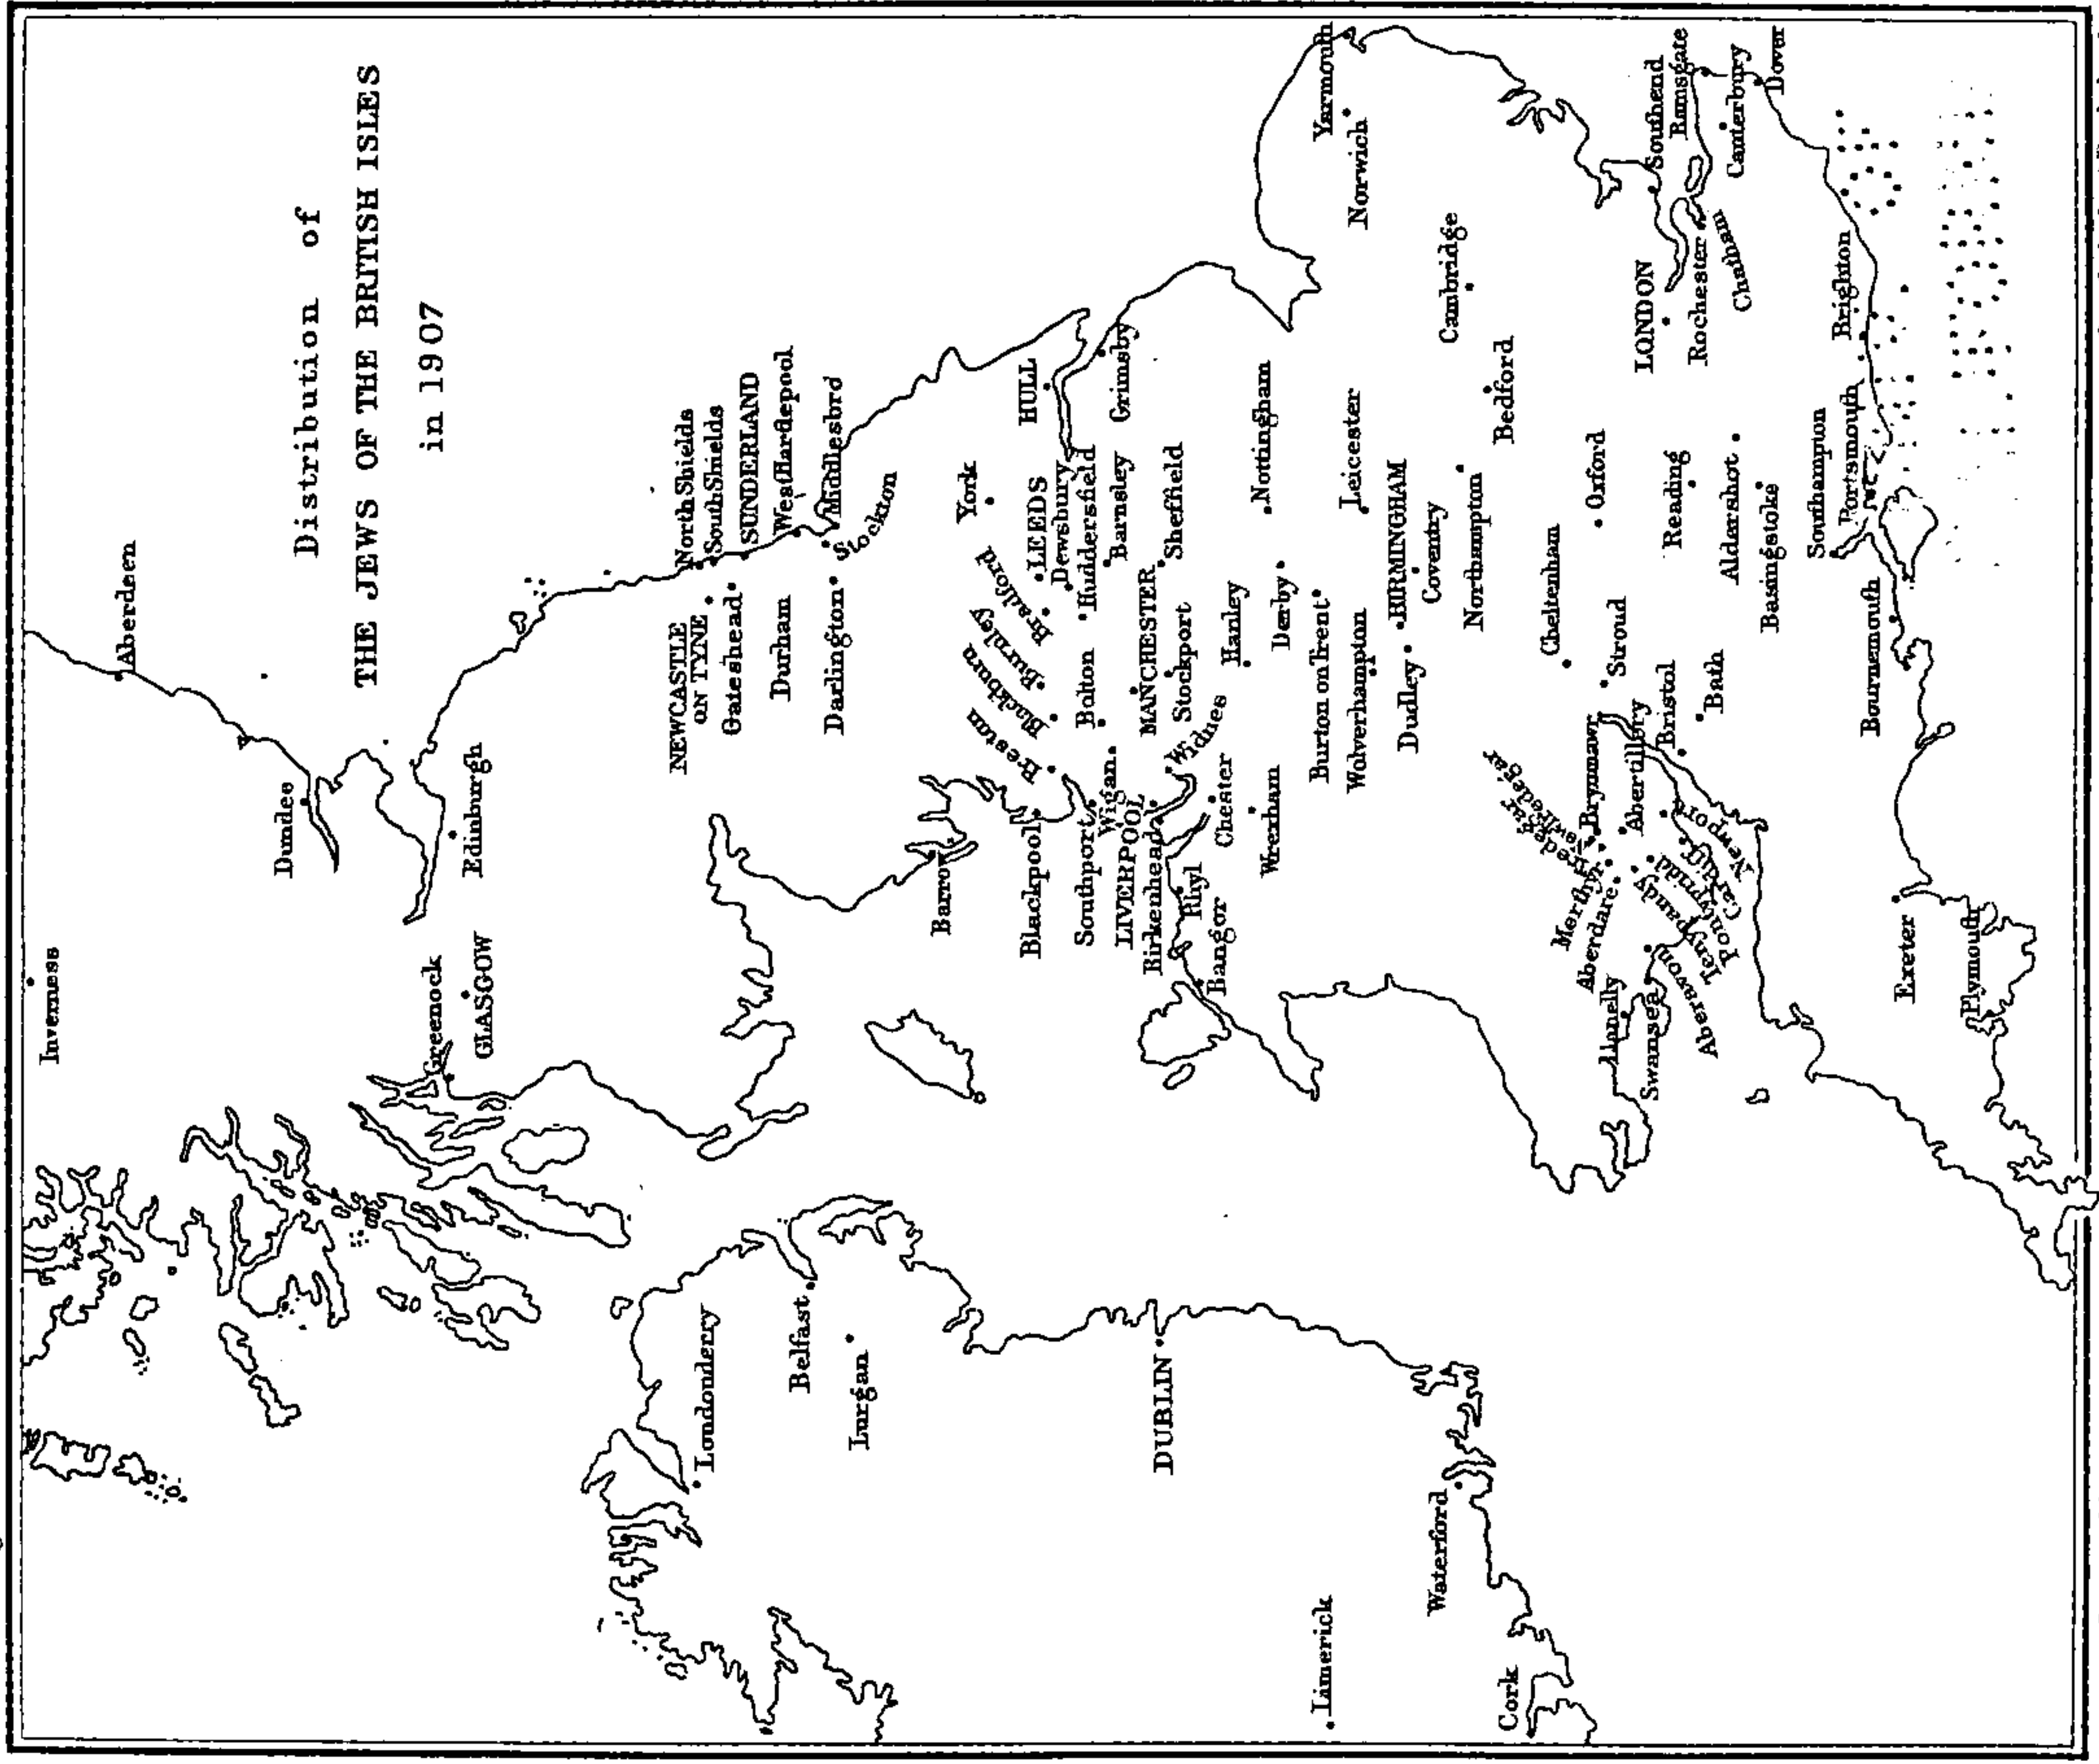 Distribution of
THE JEWS OF THE BRITISH ISLES
in 1907
Inverness
Aberdeen
Dundee
Edinburgh
Greenock
GLASGOW
North Shields
South Shields
NEWCASTLE
ON TYNE
Gateshead
SUNDERLAND
Durham
West Hartlepool
Darlington
Middlesbro
Stockton
Londonderry
Belfast
Lurgan
Barrow
York
Blackpool
Preston
Blackburn
Burnley
Bradford
LEEDS
HULL
Dewsbury
Southport
Bolton
Huddersfield
Wigan
Barnsley
Grimsby
LIVERPOOL
MANCHESTER
Birkenhead
Stockport
Sheffield
Widnes
DUBLIN
Rhyl
Bangor
Chester
Hanley
Wrexham
Derby
Nottingham
Limerick
Burton on Trent
Wolverhampton
Leicester
Yarmouth
Norwich
Dudley
BIRMINGHAM
Coventry
Waterford
Cambridge
Northampton
Bedford
Cork
Cheltenham
Oxford
Tredegar
New Tredegar
Brynmawr
Stroud
Merthyr
Aberdare
Abertillery
Llanelly
Swansea
Aberavon
Tenypandy
Pontypridd
Cardiff
Newport
Bristol
Bath
LONDON
Southend
Ramsgate
Rochester
Chatham
Canterbury
Dover
Reading
Aldershot
Basingstoke
Southampton
Portsmouth
Brighton
Bournemouth
Exeter
Plymouth